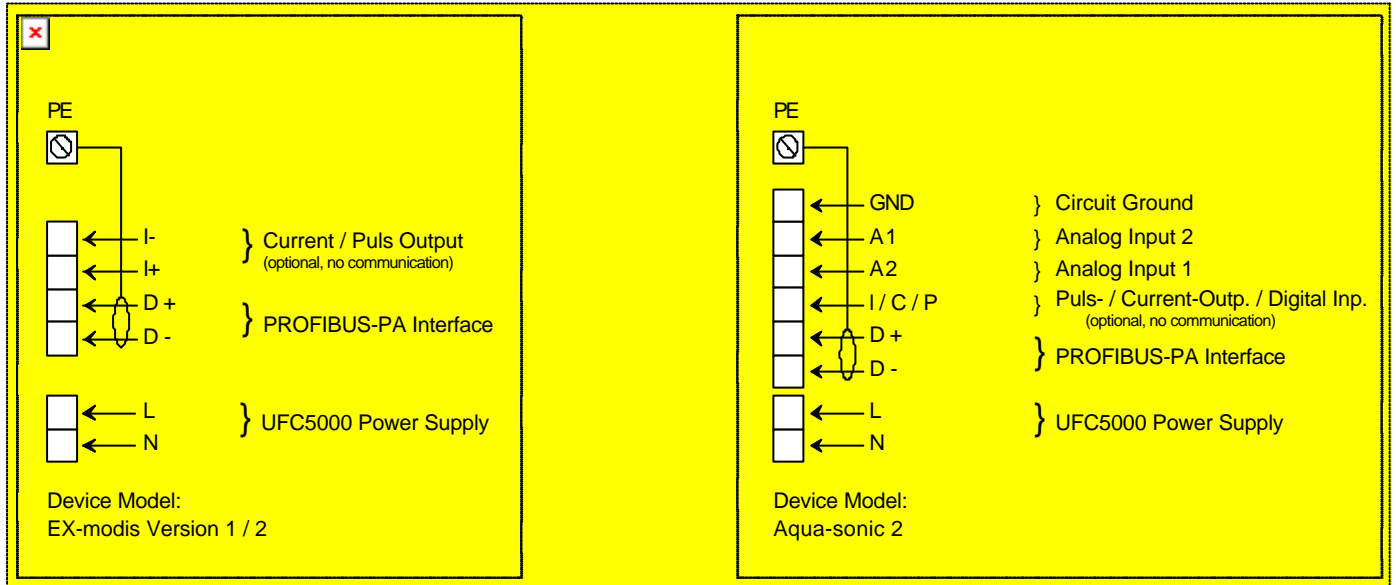 PE
I-
} Current / Puls Output
(optional, no communication)
I+
D +
} PROFIBUS-PA Interface
D -
L
} UFC5000 Power Supply
N
Device Model:
EX-modis Version 1 / 2
PE
GND } Circuit Ground
A1 } Analog Input 2
A2 } Analog Input 1
I / C / P } Puls- / Current-Outp. / Digital Inp.
(optional, no communication)
D +
} PROFIBUS-PA Interface
D -
L
} UFC5000 Power Supply
N
Device Model:
Aqua-sonic 2